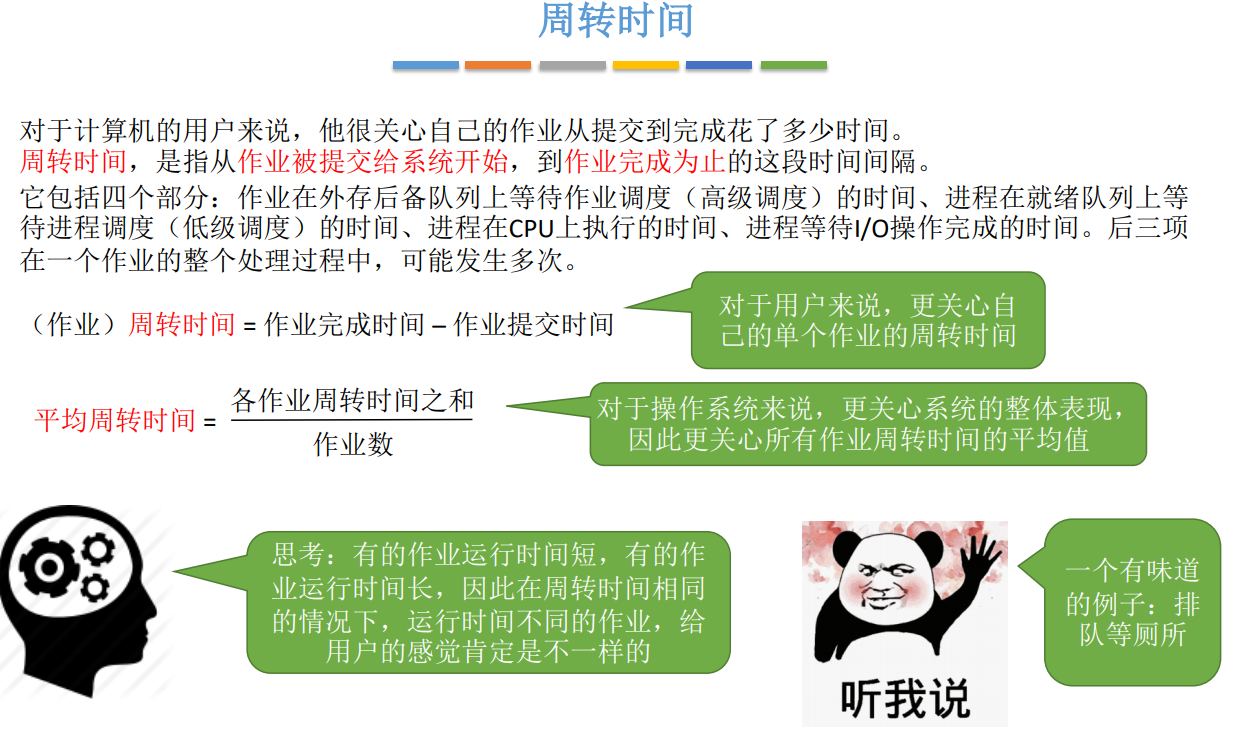 周转时间
对于计算机的用户来说，他很关心自己的作业从提交到完成花了多少时间。
周转时间，是指从作业被提交给系统开始，到作业完成为止的这段时间间隔。
它包括四个部分：作业在外存后备队列上等待作业调度（高级调度）的时间、进程在就绪队列上等
待进程调度（低级调度）的时间、进程在CPU上执行的时间、进程等待I/O操作完成的时间。后三项
在一个作业的整个处理过程中，可能发生多次。
（作业）周转时间 = 作业完成时间 – 作业提交时间
对于用户来说，更关心自
己的单个作业的周转时间
平均周转时间 =
各作业周转时间之和
作业数
对于操作系统来说，更关心系统的整体表现，
因此更关心所有作业周转时间的平均值
思考：有的作业运行时间短，有的作
业运行时间长，因此在周转时间相同
的情况下，运行时间不同的作业，给
用户的感觉肯定是不一样的
听我说
一个有味道
的例子：排
队等厕所